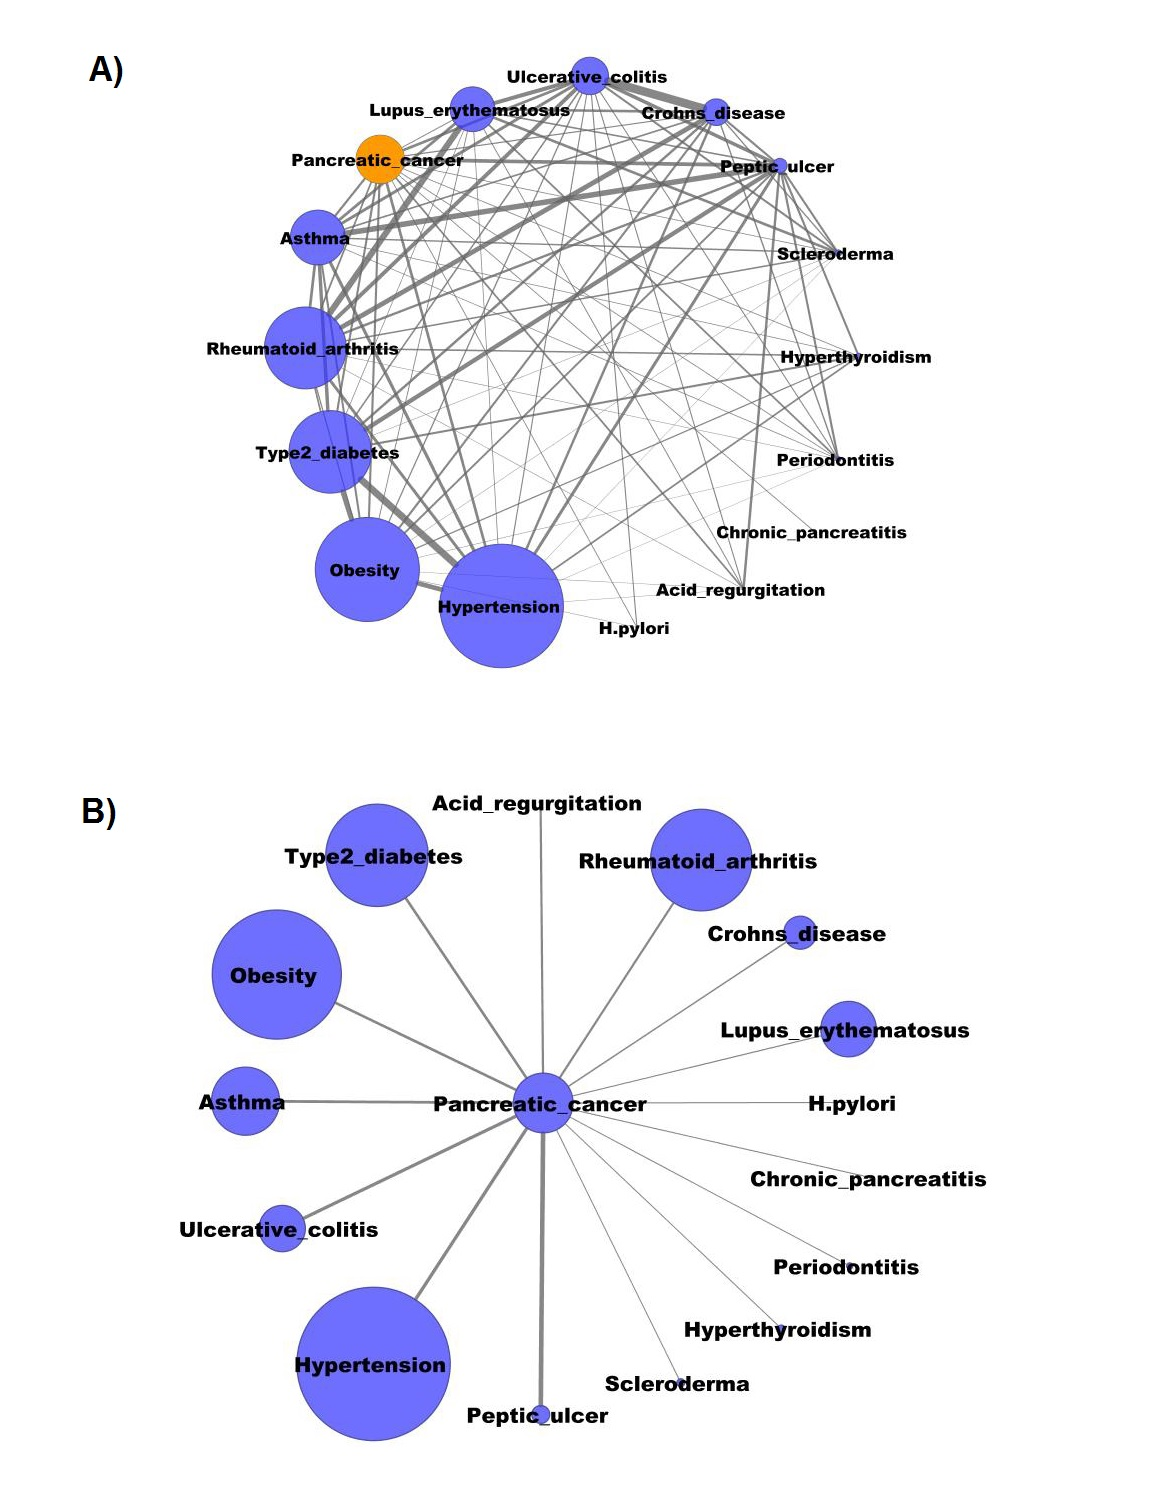 A)
Ulcerative_colitis
Lupus_erythematosus
Crohns_disease
Pancreatic_cancer
Peptic_ulcer
Asthma
Scleroderma
Rheumatoid_arthritis
Hyperthyroidism
Type2_diabetes
Periodontitis
Chronic_pancreatitis
Obesity
Acid_regurgitation
Hypertension
H.pylori
B)
Acid_regurgitation
Type2_diabetes
Rheumatoid_arthritis
Crohns_disease
Obesity
Lupus_erythematosus
Asthma
Pancreatic_cancer
H.pylori
Chronic_pancreatitis
Ulcerative_colitis
Periodontitis
Hyperthyroidism
Hypertension
Scleroderma
Peptic_ulcer